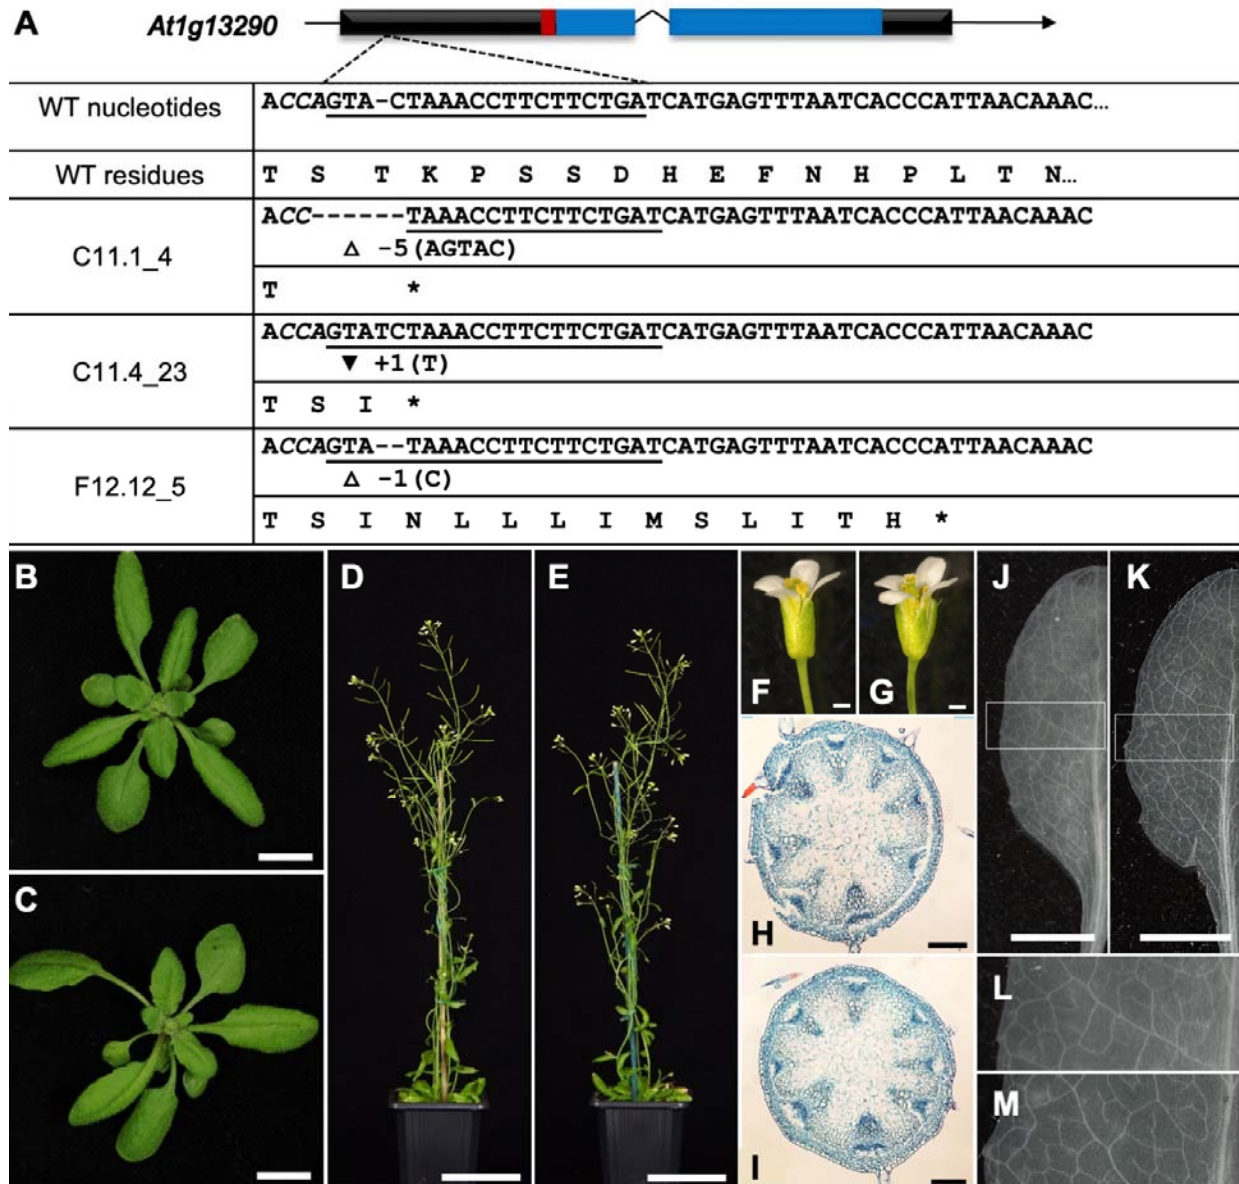 A At1g13290
WT nucleotides ACCAGTA-CTAAACCTTCTTCTGATCATGAGTTTAATCACCCATTAACAAAC...
WT residues T S T K P S S D H E F N H P L T N...
C11.1_4 ACC------TAAACCTTCTTCTGATCATGAGTTTAATCACCCATTAACAAAC
△ -5(AGTAC)
T *
C11.4_23 ACCAGTATCTAAACCTTCTTCTGATCATGAGTTTAATCACCCATTAACAAAC
▼ +1(T)
T S I *
F12.12_5 ACCAGTA--TAAACCTTCTTCTGATCATGAGTTTAATCACCCATTAACAAAC
△ -1(C)
T S I N L L L I M S L I T H *
B
D
E
F
G
J
K
C
H
I
L
M